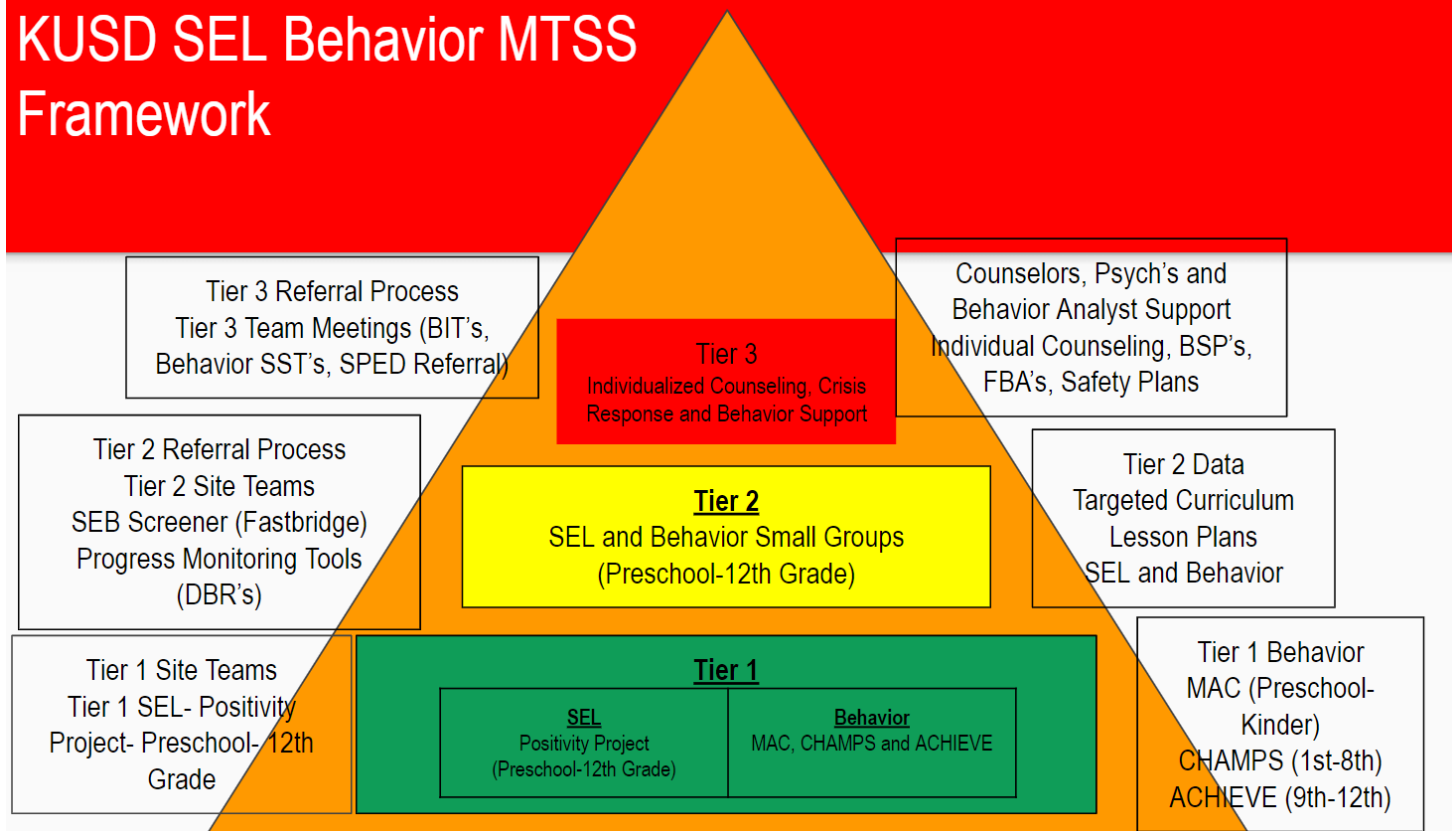 KUSD SEL Behavior MTSS
Framework
Tier 3 Referral Process
Tier 3 Team Meetings (BIT's,
Behavior SST's, SPED Referral)
Tier 3
Individualized Counseling, Crisis
Response and Behavior Support
Counselors, Psych's and
Behavior Analyst Support
Individual Counseling, BSP's,
FBA's, Safety Plans
Tier 2 Referral Process
Tier 2 Site Teams
SEB Screener (Fastbridge)
Progress Monitoring Tools
(DBR's)
Tier 2
SEL and Behavior Small Groups
(Preschool-12th Grade)
Tier 2 Data
Targeted Curriculum
Lesson Plans
SEL and Behavior
Tier 1 Site Teams
Tier 1 SEL- Positivity
Project- Preschool- 12th
Grade
Tier 1
SEL
Positivity Project
(Preschool-12th Grade)
Behavior
MAC, CHAMPS and ACHIEVE
Tier 1 Behavior
MAC (Preschool-
Kinder)
CHAMPS (1st-8th)
ACHIEVE (9th-12th)